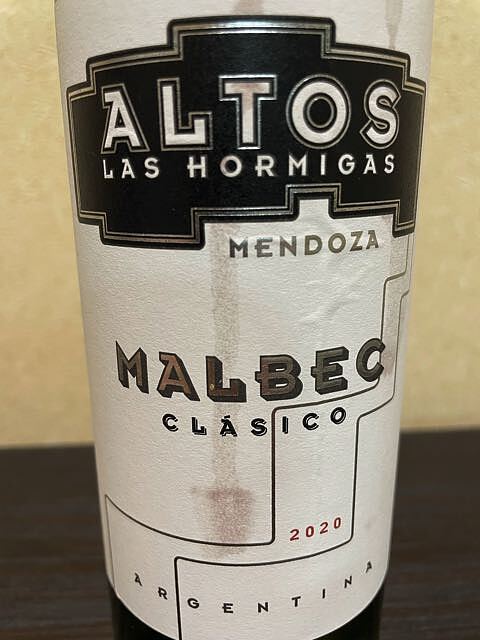 ALTOS
LAS HORMIGAS
MENDOZA
MALBEC
CLÁSICO
2020
ARGENTINA